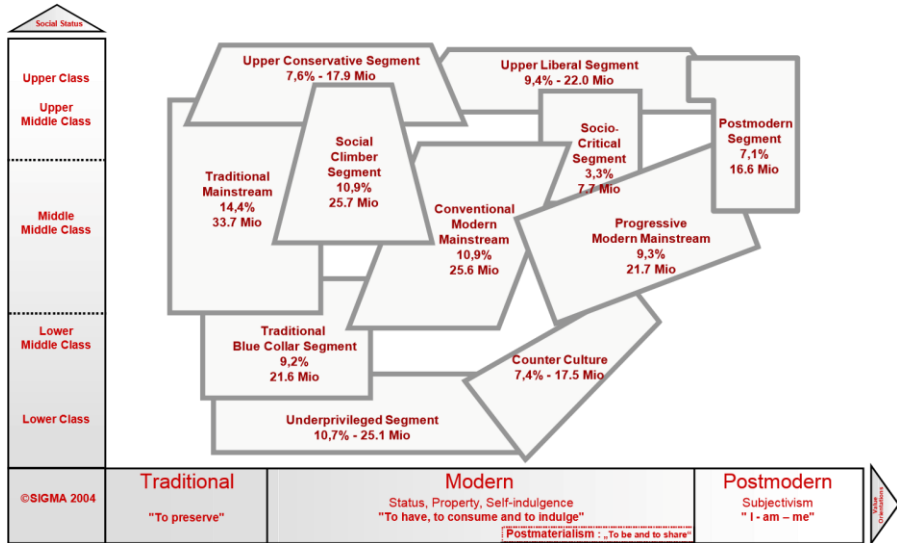 Social Status
Upper Class
Upper
Middle Class
Middle
Middle Class
Lower
Middle Class
Lower Class
Upper Conservative Segment
7,6% - 17.9 Mio
Upper Liberal Segment
9,4% - 22.0 Mio
Postmodern
Segment
7,1%
16.6 Mio
Socio-
Critical
Segment
3,3%
7.7 Mio
Social
Climber
Segment
10,9%
25.7 Mio
Traditional
Mainstream
14,4%
33.7 Mio
Conventional
Modern
Mainstream
10,9%
25.6 Mio
Progressive
Modern Mainstream
9,3%
21.7 Mio
Traditional
Blue Collar Segment
9,2%
21.6 Mio
Counter Culture
7,4% - 17.5 Mio
Underprivileged Segment
10,7% - 25.1 Mio
©SIGMA 2004
Traditional
"To preserve"
Modern
Status, Property, Self-indulgence
"To have, to consume and to indulge"
Postmaterialism : „To be and to share“
Postmodern
Subjectivism
" I - am – me"
Value
Orientations